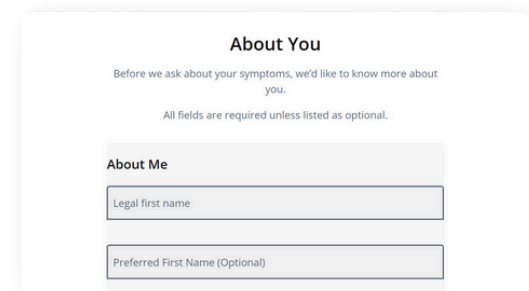 About You
Before we ask about your symptoms, we'd like to know more about
you.
All fields are required unless listed as optional.
About Me
Legal first name
Preferred First Name (Optional)